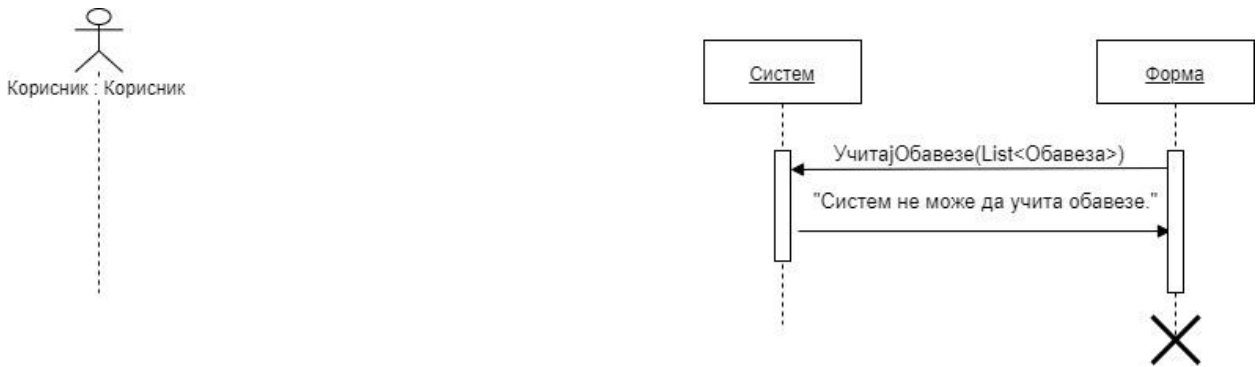 Корисник : Корисник
Систем
Форма
УчитајОбавезе(List<Обавеза>)
"Систем не може да учита обавезе."